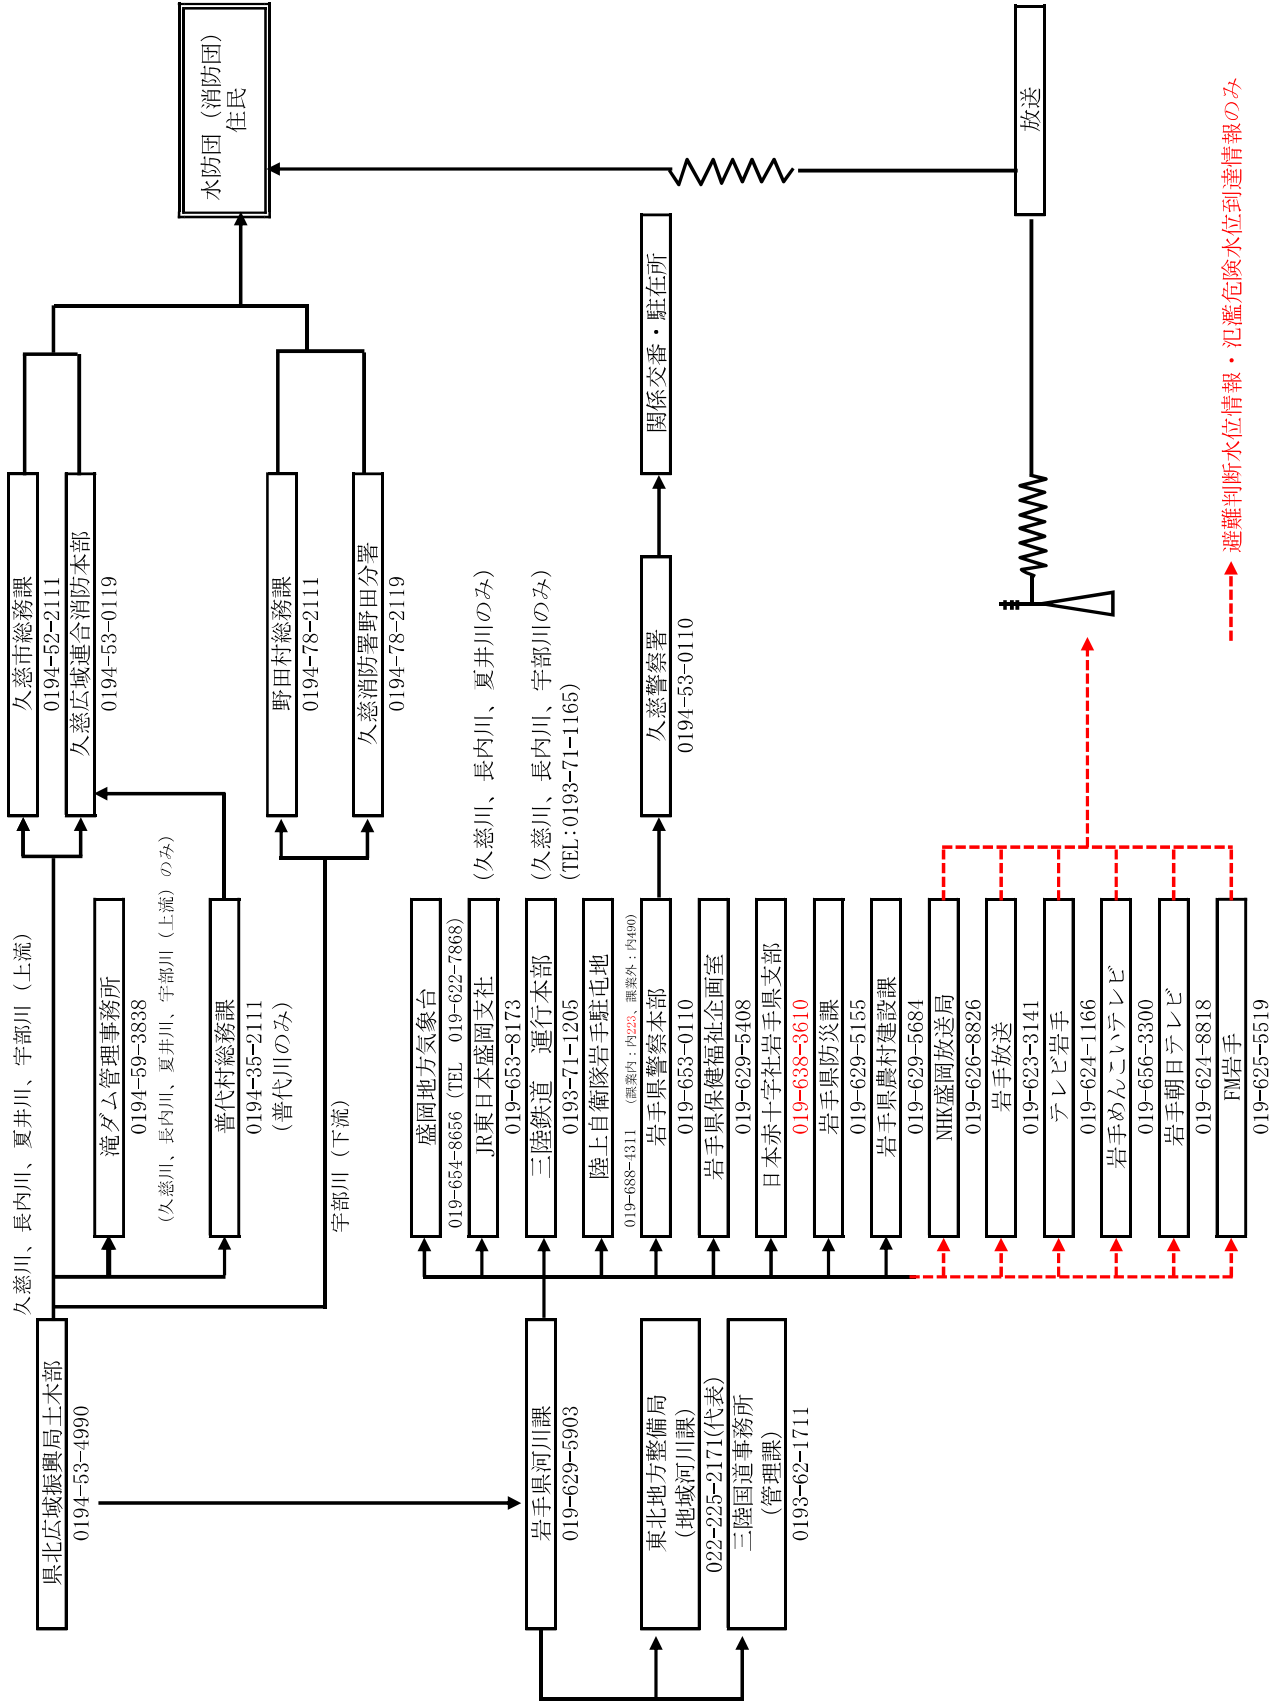 久慈川、長内川、夏井川、宇部川（上流）
県北広域振興局土木部
0194-53-4990
久慈市総務課
0194-52-2111
久慈広域連合消防本部
0194-53-0119
滝ダム管理事務所
0194-59-3838
（久慈川、長内川、夏井川、宇部川（上流）のみ）
普代村総務課
0194-35-2111
(普代川のみ)
野田村総務課
0194-78-2111
久慈消防署野田分署
0194-78-2119
宇部川（下流）
水防団（消防団）
住民
盛岡地方気象台
019-654-8656（TEL 019-622-7868）
JR東日本盛岡支社
019-653-8173
(久慈川、長内川、夏井川のみ)
三陸鉄道 運行本部
0193-71-1205
(久慈川、長内川、宇部川のみ)
(TEL:0193-71-1165)
陸上自衛隊岩手駐屯地
019-688-4311 （課業内：内223、課業外：内490）
岩手県警察本部
019-653-0110
久慈警察署
0194-53-0110
関係交番・駐在所
岩手県保健福祉企画室
019-629-5408
日本赤十字社岩手県支部
019-638-3610
岩手県防災課
019-629-5155
岩手県農村建設課
019-629-5684
NHK盛岡放送局
019-626-8826
岩手放送
019-623-3141
テレビ岩手
019-624-1166
岩手めんこいテレビ
019-656-3300
岩手朝日テレビ
019-624-8818
FM岩手
019-625-5519
岩手県河川課
019-629-5903
東北地方整備局
(地域河川課)
022-225-2171(代表)
三陸国道事務所
(管理課)
0193-62-1711
放送
避難判断水位情報・氾濫危険水位到達情報のみ